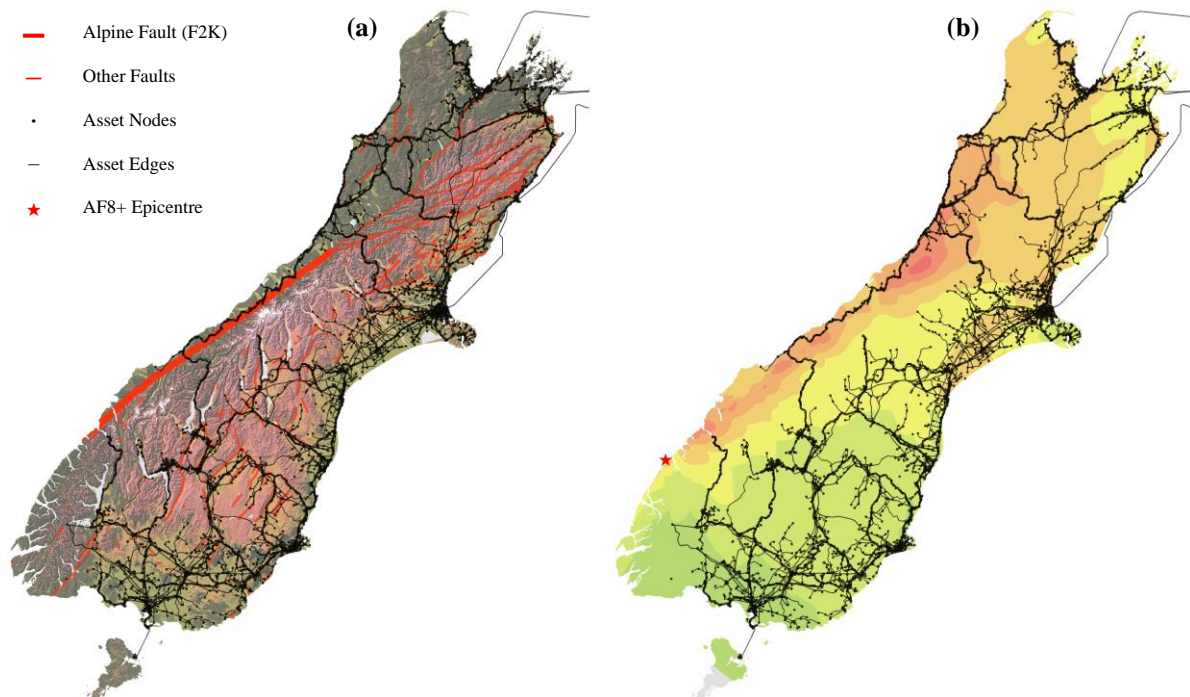 Alpine Fault (F2K)
Other Faults
Asset Nodes
Asset Edges
AF8+ Epicentre
(a)
(b)